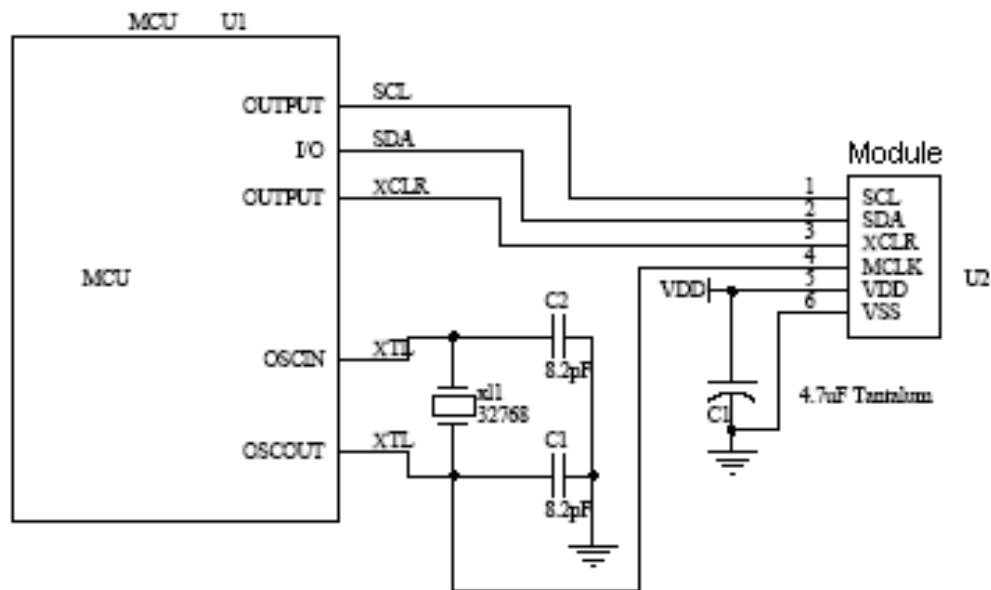 MCU U1
OUTPUT
SCL
I/O
SDA
OUTPUT
XCLR
MCU
OSCIN
XTL
OSCOUT
XTL
C2
8.2pF
xtl1
32768
C1
8.2pF
Module
1 SCL
2 SDA
3 XCLR
4 MCLK
5 VDD
6 VSS
U2
VDD
C1
4.7uF Tantalum